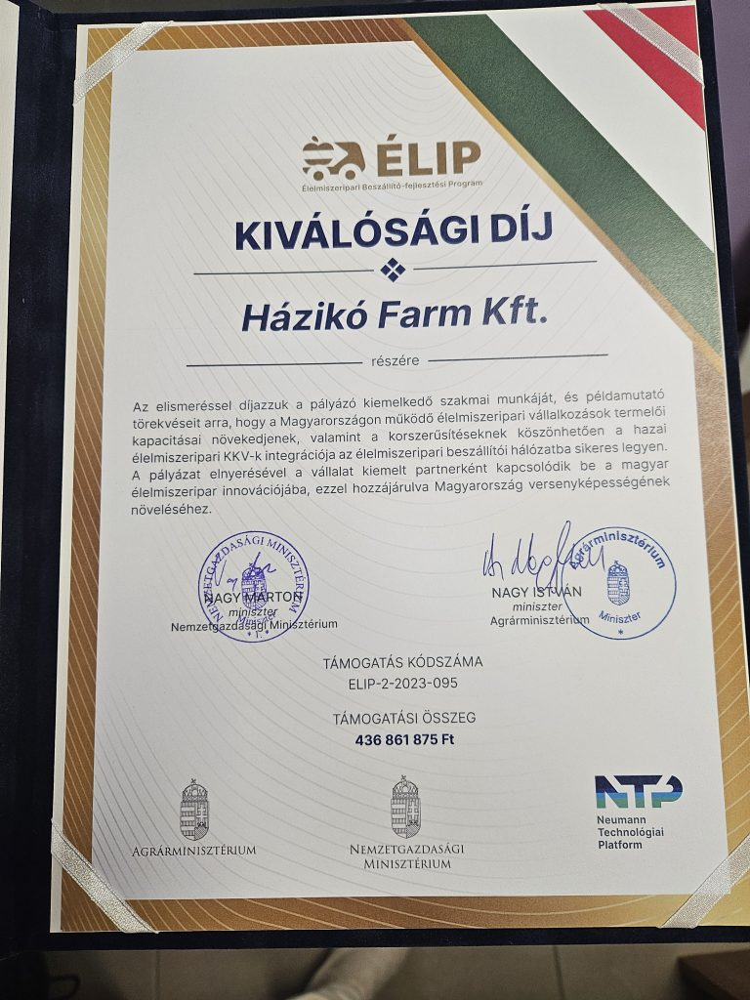 ÉLIP
Élelmiszeripari Beszállító-fejlesztési Program
KIVÁLÓSÁGI DÍJ
Házikó Farm Kft.
részére
Az elismeréssel díjazzuk a pályázó kiemelkedő szakmai munkáját, és példamutató
törekvéseit arra, hogy a Magyarországon működő élelmiszeripari vállalkozások termelői
kapacitásai növekedjenek, valamint a korszerűsítéseknek köszönhetően a hazai
élelmiszeripari KKV-k integrációja az élelmiszeripari beszállítói hálózatba sikeres legyen.
A pályázat elnyerésével a vállalat kiemelt partnerként kapcsolódik be a magyar
élelmiszeripar innovációjába, ezzel hozzájárulva Magyarország versenyképességének
növeléséhez.
NEMZETGAZDASÁGI MINISZTÉRIUM
Miniszter
* 1. *
NAGY MÁRTON
miniszter
Nemzetgazdasági Minisztérium
Agrárminisztérium
Miniszter
*
NAGY ISTVÁN
miniszter
Agrárminisztérium
TÁMOGATÁS KÓDSZÁMA
ELIP-2-2023-095
TÁMOGATÁSI ÖSSZEG
436 861 875 Ft
AGRÁRMINISZTÉRIUM
NEMZETGAZDASÁGI
MINISZTÉRIUM
NTP
Neumann
Technológiai
Platform